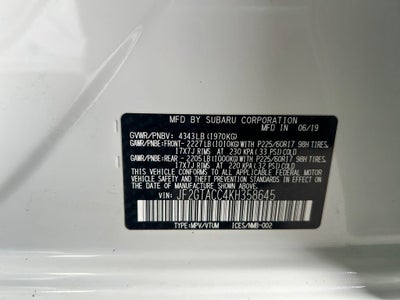 MFD BY SUBARU CORPORATION
IN 06/19
GVWR/PNBV : 4343LB (1970KG)
GAWR/PNBE:FRONT- 2227LB(1010KG)WITH P225/60R17 98H TIRES
17X7J RIMS AT 230 KPA (33 PSI) COLD
GAWR/PNBE:REAR - 2205LB(1000KG)WITH P225/60R17 98H TIRES
17X7J RIMS AT 220 KPA (32 PSI) COLD
THIS VEHICLE CONFORMS TO ALL APPLICABLE
U.S.A. FEDERAL MOTOR VEHICLE SAFETY, BUMPER,
AND THEFT PREVENTION STANDARDS IN EFFECT ON THE
DATE OF MANUFACTURE SHOWN ABOVE.
VIN: JF2GTACC4KH358645
TYPE:MPV/VTUM ICES/NMB-002